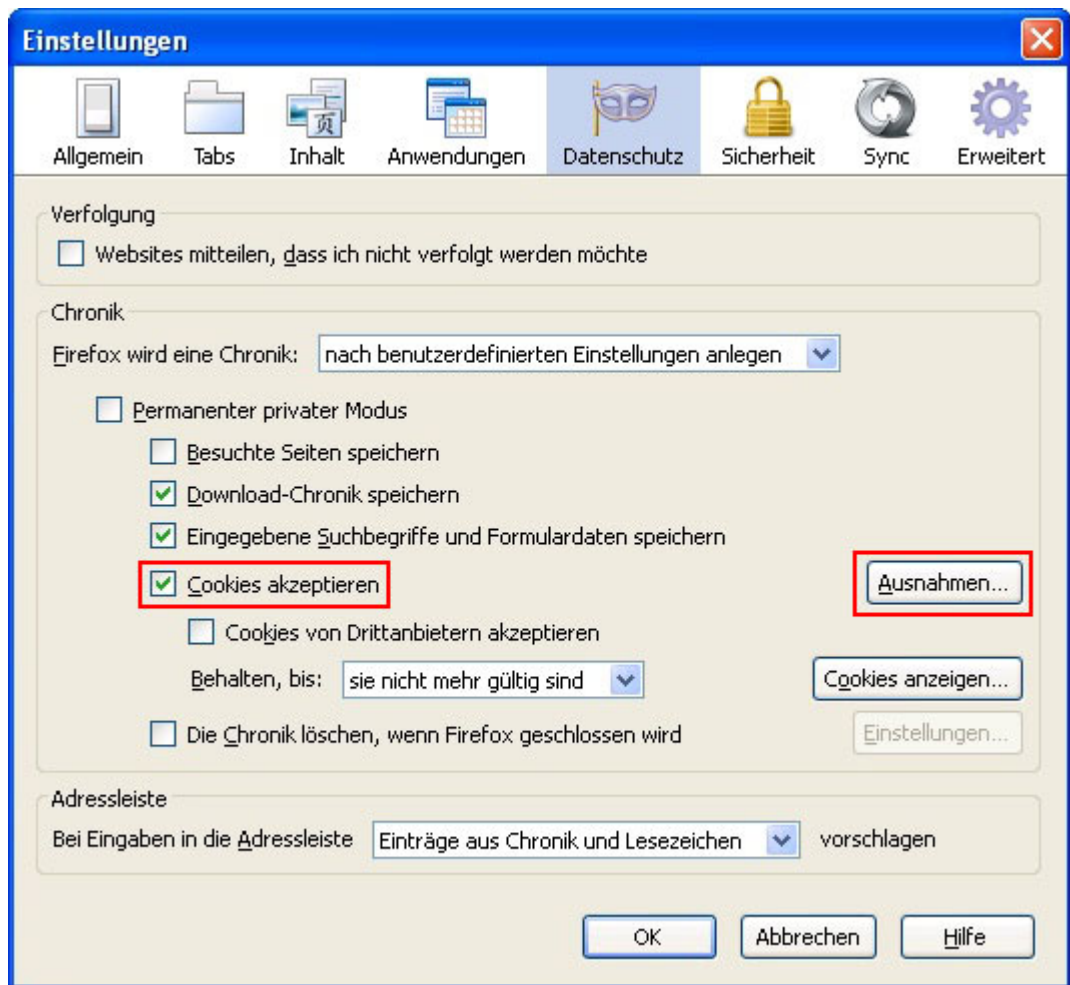 Einstellungen
Allgemein Tabs Inhalt Anwendungen Datenschutz Sicherheit Sync Erweitert
页
Verfolgung
Websites mitteilen, dass ich nicht verfolgt werden möchte
Chronik
Firefox wird eine Chronik: nach benutzerdefinierten Einstellungen anlegen
Permanenter privater Modus
Besuchte Seiten speichern
Download-Chronik speichern
Eingegebene Suchbegriffe und Formulardaten speichern
Cookies akzeptieren Ausnahmen...
Cookies von Drittanbietern akzeptieren
Behalten, bis: sie nicht mehr gültig sind Cookies anzeigen...
Die Chronik löschen, wenn Firefox geschlossen wird Einstellungen...
Adressleiste
Bei Eingaben in die Adressleiste Einträge aus Chronik und Lesezeichen vorschlagen
OK Abbrechen Hilfe